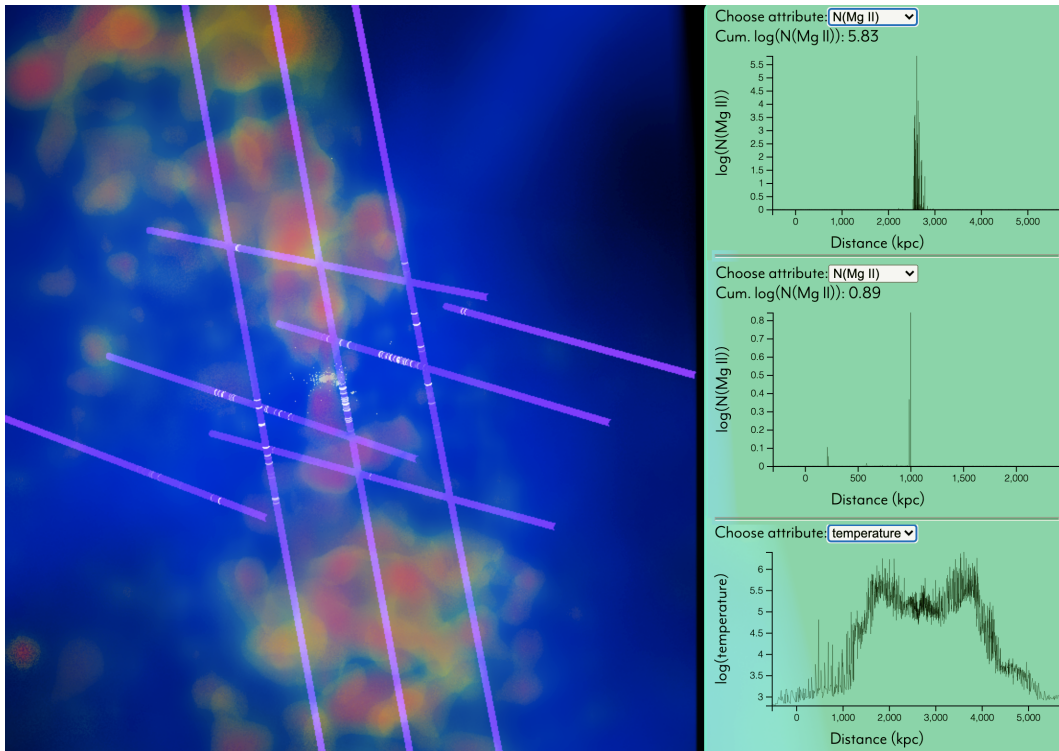 Choose attribute: N(Mg II)
Cum. log(N(Mg II)): 5.83
log(N(Mg II))
5.5
5
4.5
4
3.5
3
2.5
2
1.5
1
0.5
0
0 1,000 2,000 3,000 4,000 5,000
Distance (kpc)
Choose attribute: N(Mg II)
Cum. log(N(Mg II)): 0.89
log(N(Mg II))
0.8
0.7
0.6
0.5
0.4
0.3
0.2
0.1
0
0 500 1,000 1,500 2,000
Distance (kpc)
Choose attribute: temperature
log(temperature)
6
5.5
5
4.5
4
3.5
3
0 1,000 2,000 3,000 4,000 5,000
Distance (kpc)